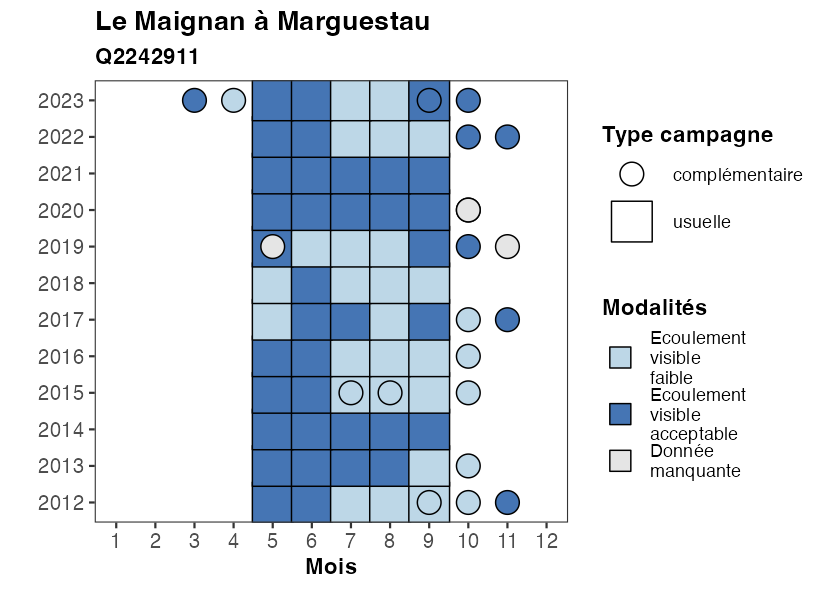 Le Maignan à Marguestau
Q2242911
2023
2022
2021
2020
2019
2018
2017
2016
2015
2014
2013
2012
1 2 3 4 5 6 7 8 9 10 11 12
Mois
Type campagne
complémentaire
usuelle
Modalités
Ecoulement
visible
faible
Ecoulement
visible
acceptable
Donnée
manquante